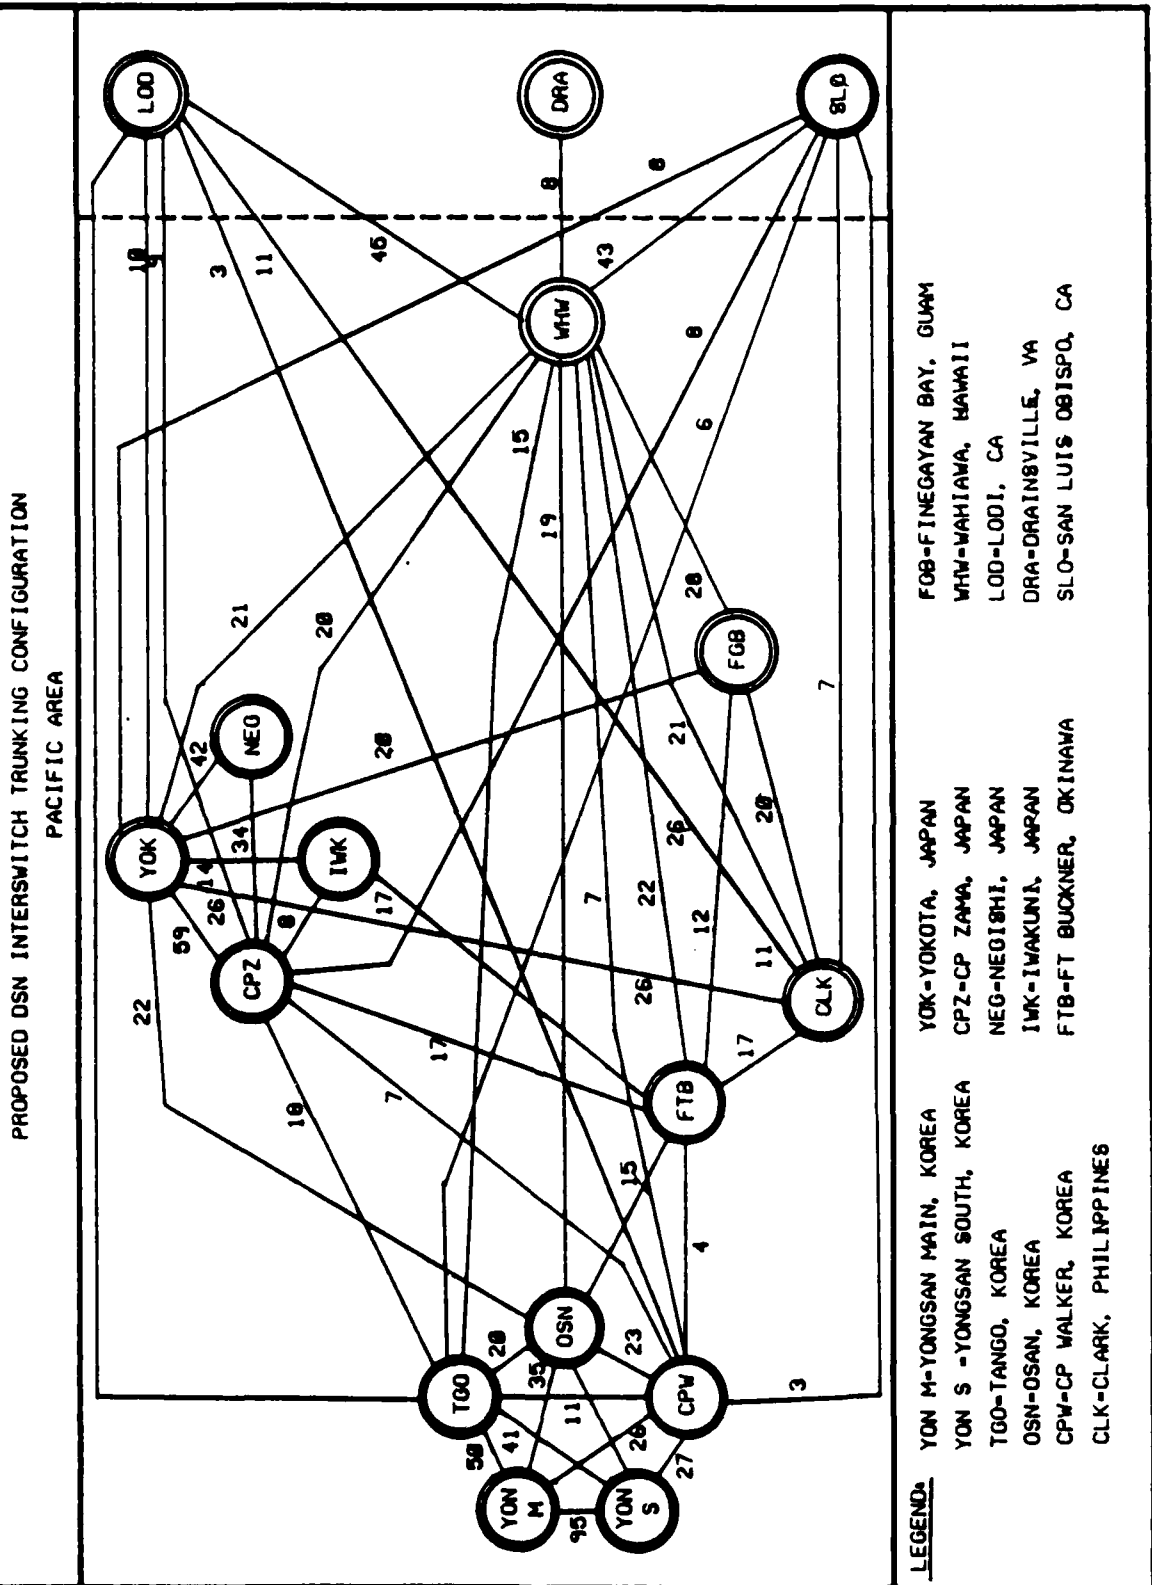 PROPOSED DSN INTERSWITCH TRUNKING CONFIGURATION
PACIFIC AREA
LOD
DRA
SLO
10
3
11
46
8
8
43
WHW
8
6
15
19
21
20
28
FGB
7
NEG
42
20
21
20
YOK
34
IWK
14
26
59
8
17
26
12
7
22
11
CPZ
CLK
22
26
17
17
FTB
18
7
15
4
OSN
20
23
35
TGO
11
CPW
3
50
41
26
27
YON
M
95
YON
S
LEGEND:
YON M=YONGSAN MAIN, KOREA
YON S =YONGSAN SOUTH, KOREA
TGO=TANGO, KOREA
OSN=OSAN, KOREA
CPW=CP WALKER, KOREA
CLK=CLARK, PHILIPPINES
YOK=YOKOTA, JAPAN
CPZ=CP ZAMA, JAPAN
NEG=NEGISHI, JAPAN
IWK=IWAKUNI, JAPAN
FTB=FT BUCKNER, OKINAWA
FGB=FINEGAYAN BAY, GUAM
WHW=WAHIAWA, HAWAII
LOD=LODI, CA
DRA=DRAINSVILLE, VA
SLO=SAN LUIS OBISPO, CA